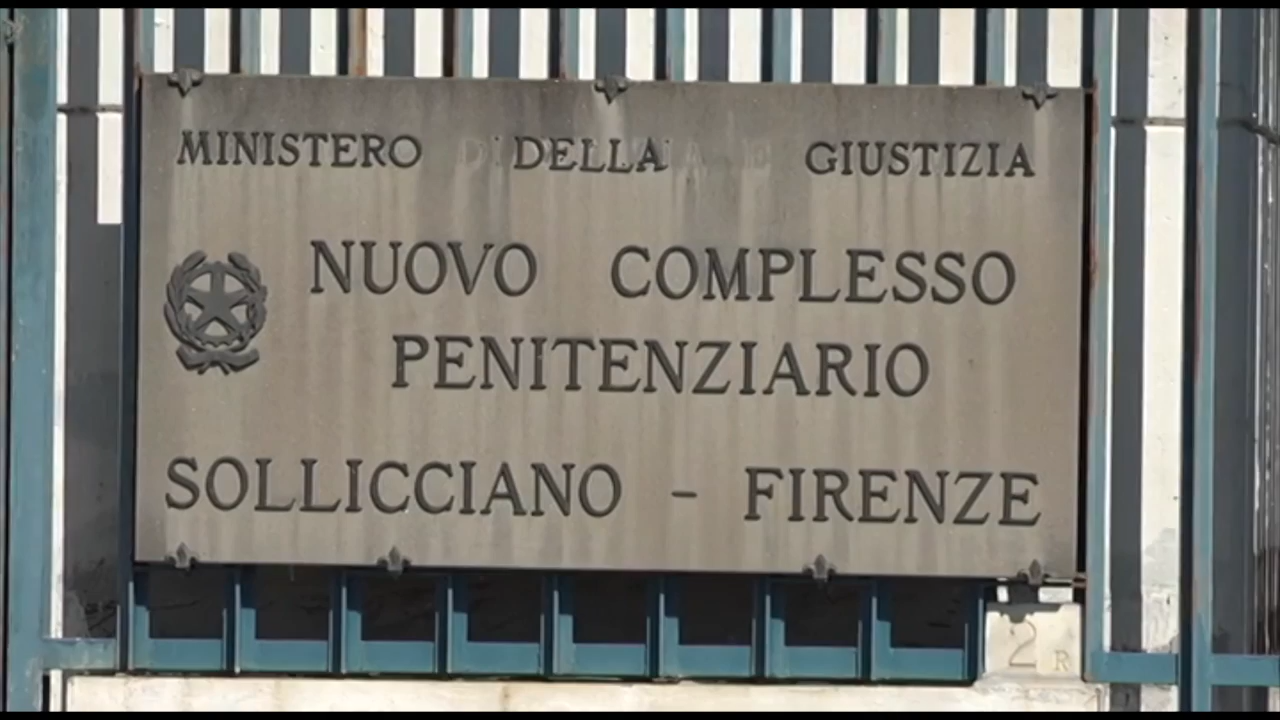 MINISTERO DELLA GIUSTIZIA
NUOVO COMPLESSO
PENITENZIARIO
SOLLICCIANO - FIRENZE
2 R